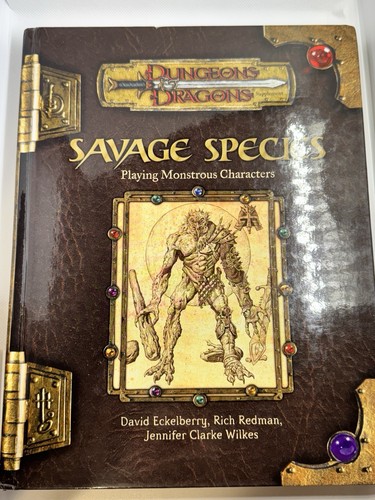 DUNGEONS
DRAGONS
SAVAGE SPECIES
Playing Monstrous Characters
David Eckelberry, Rich Redman,
Jennifer Clarke Wilkes